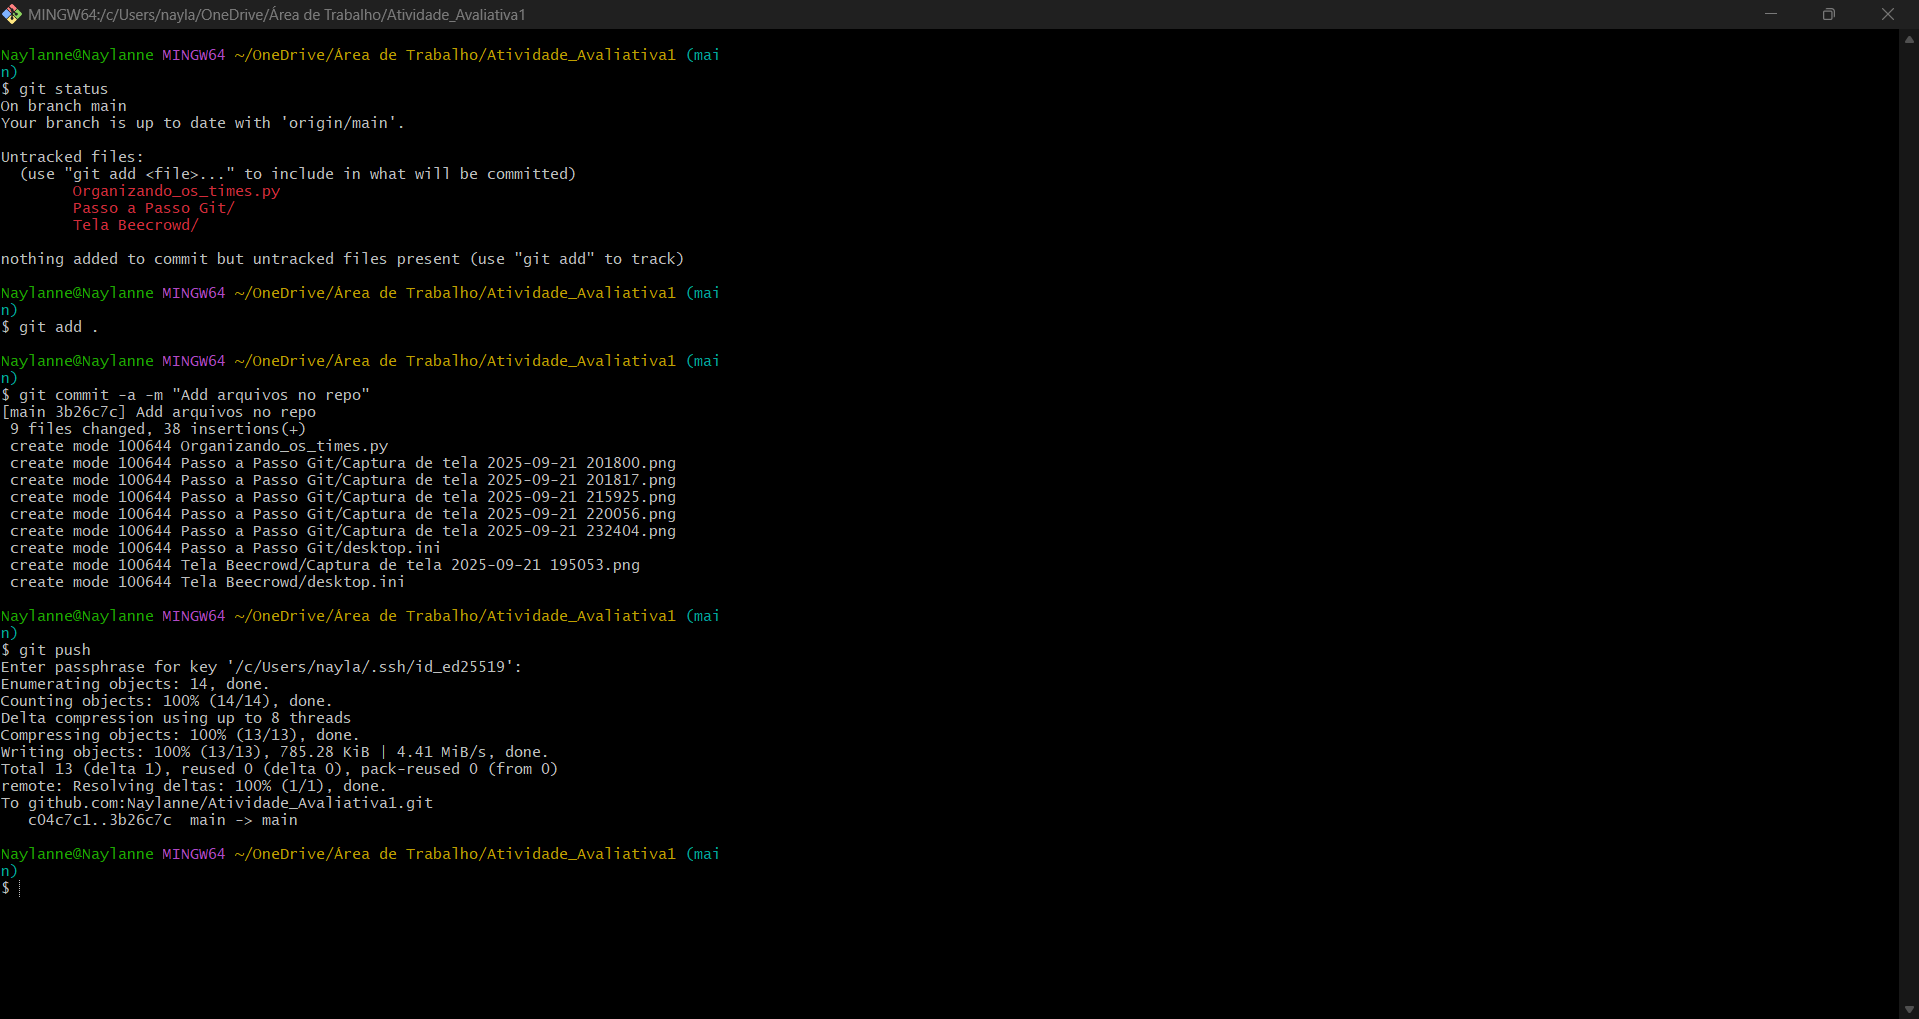 MINGW64:/c/Users/nayla/OneDrive/Área de Trabalho/Atividade_Avaliativa1
Naylanne@Naylanne MINGW64 ~/OneDrive/Área de Trabalho/Atividade_Avaliativa1 (mai
n)
$ git status
On branch main
Your branch is up to date with 'origin/main'.
Untracked files:
  (use "git add <file>..." to include in what will be committed)
        Organizando_os_times.py
        Passo a Passo Git/
        Tela Beecrowd/
nothing added to commit but untracked files present (use "git add" to track)
Naylanne@Naylanne MINGW64 ~/OneDrive/Área de Trabalho/Atividade_Avaliativa1 (mai
n)
$ git add .
Naylanne@Naylanne MINGW64 ~/OneDrive/Área de Trabalho/Atividade_Avaliativa1 (mai
n)
$ git commit -a -m "Add arquivos no repo"
[main 3b26c7c] Add arquivos no repo
 9 files changed, 38 insertions(+)
 create mode 100644 Organizando_os_times.py
 create mode 100644 Passo a Passo Git/Captura de tela 2025-09-21 201800.png
 create mode 100644 Passo a Passo Git/Captura de tela 2025-09-21 201817.png
 create mode 100644 Passo a Passo Git/Captura de tela 2025-09-21 215925.png
 create mode 100644 Passo a Passo Git/Captura de tela 2025-09-21 220056.png
 create mode 100644 Passo a Passo Git/Captura de tela 2025-09-21 232404.png
 create mode 100644 Passo a Passo Git/desktop.ini
 create mode 100644 Tela Beecrowd/Captura de tela 2025-09-21 195053.png
 create mode 100644 Tela Beecrowd/desktop.ini
Naylanne@Naylanne MINGW64 ~/OneDrive/Área de Trabalho/Atividade_Avaliativa1 (mai
n)
$ git push
Enter passphrase for key '/c/Users/nayla/.ssh/id_ed25519':
Enumerating objects: 14, done.
Counting objects: 100% (14/14), done.
Delta compression using up to 8 threads
Compressing objects: 100% (13/13), done.
Writing objects: 100% (13/13), 785.28 KiB | 4.41 MiB/s, done.
Total 13 (delta 1), reused 0 (delta 0), pack-reused 0 (from 0)
remote: Resolving deltas: 100% (1/1), done.
To github.com:Naylanne/Atividade_Avaliativa1.git
   c04c7c1..3b26c7c  main -> main
Naylanne@Naylanne MINGW64 ~/OneDrive/Área de Trabalho/Atividade_Avaliativa1 (mai
n)
$